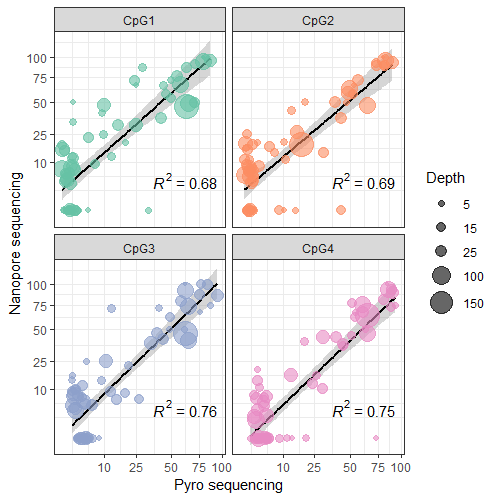 CpG1 CpG2
100
75
50
25
10
R² = 0.68 R² = 0.69
CpG3 CpG4
100
75
50
25
10
R² = 0.76 R² = 0.75
10 25 50 75 100 10 25 50 75 100
Pyro sequencing
Nanopore sequencing
Depth
5
15
25
100
150